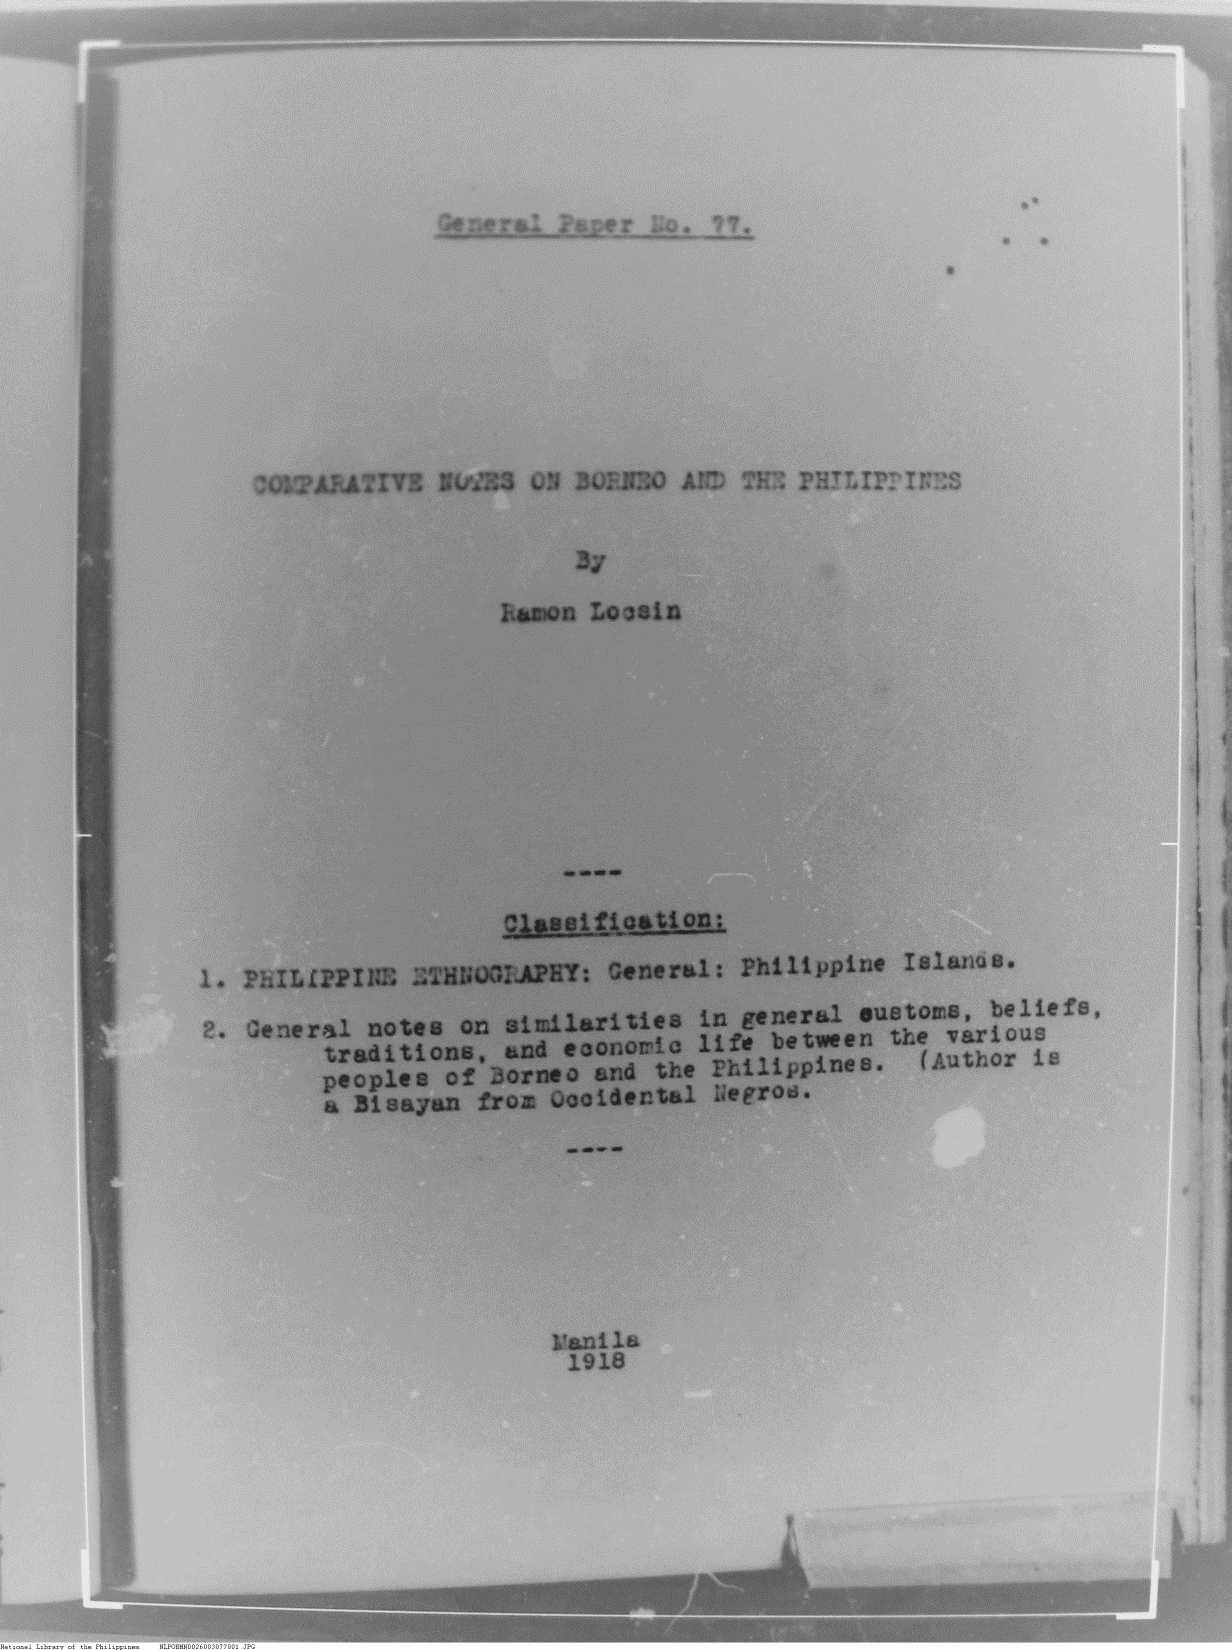 General Paper No. 77.
COMPARATIVE NOTES ON BORNEO AND THE PHILIPPINES
By
Ramon Locsin
----
Classification:
1. PHILIPPINE ETHNOGRAPHY: General: Philippine Islands.
2. General notes on similarities in general customs, beliefs,
traditions, and economic life between the various
peoples of Borneo and the Philippines. (Author is
a Bisayan from Occidental Negros.
----
Manila
1918
National Library of the Philippines NLPOBMN0026003077001.JPG